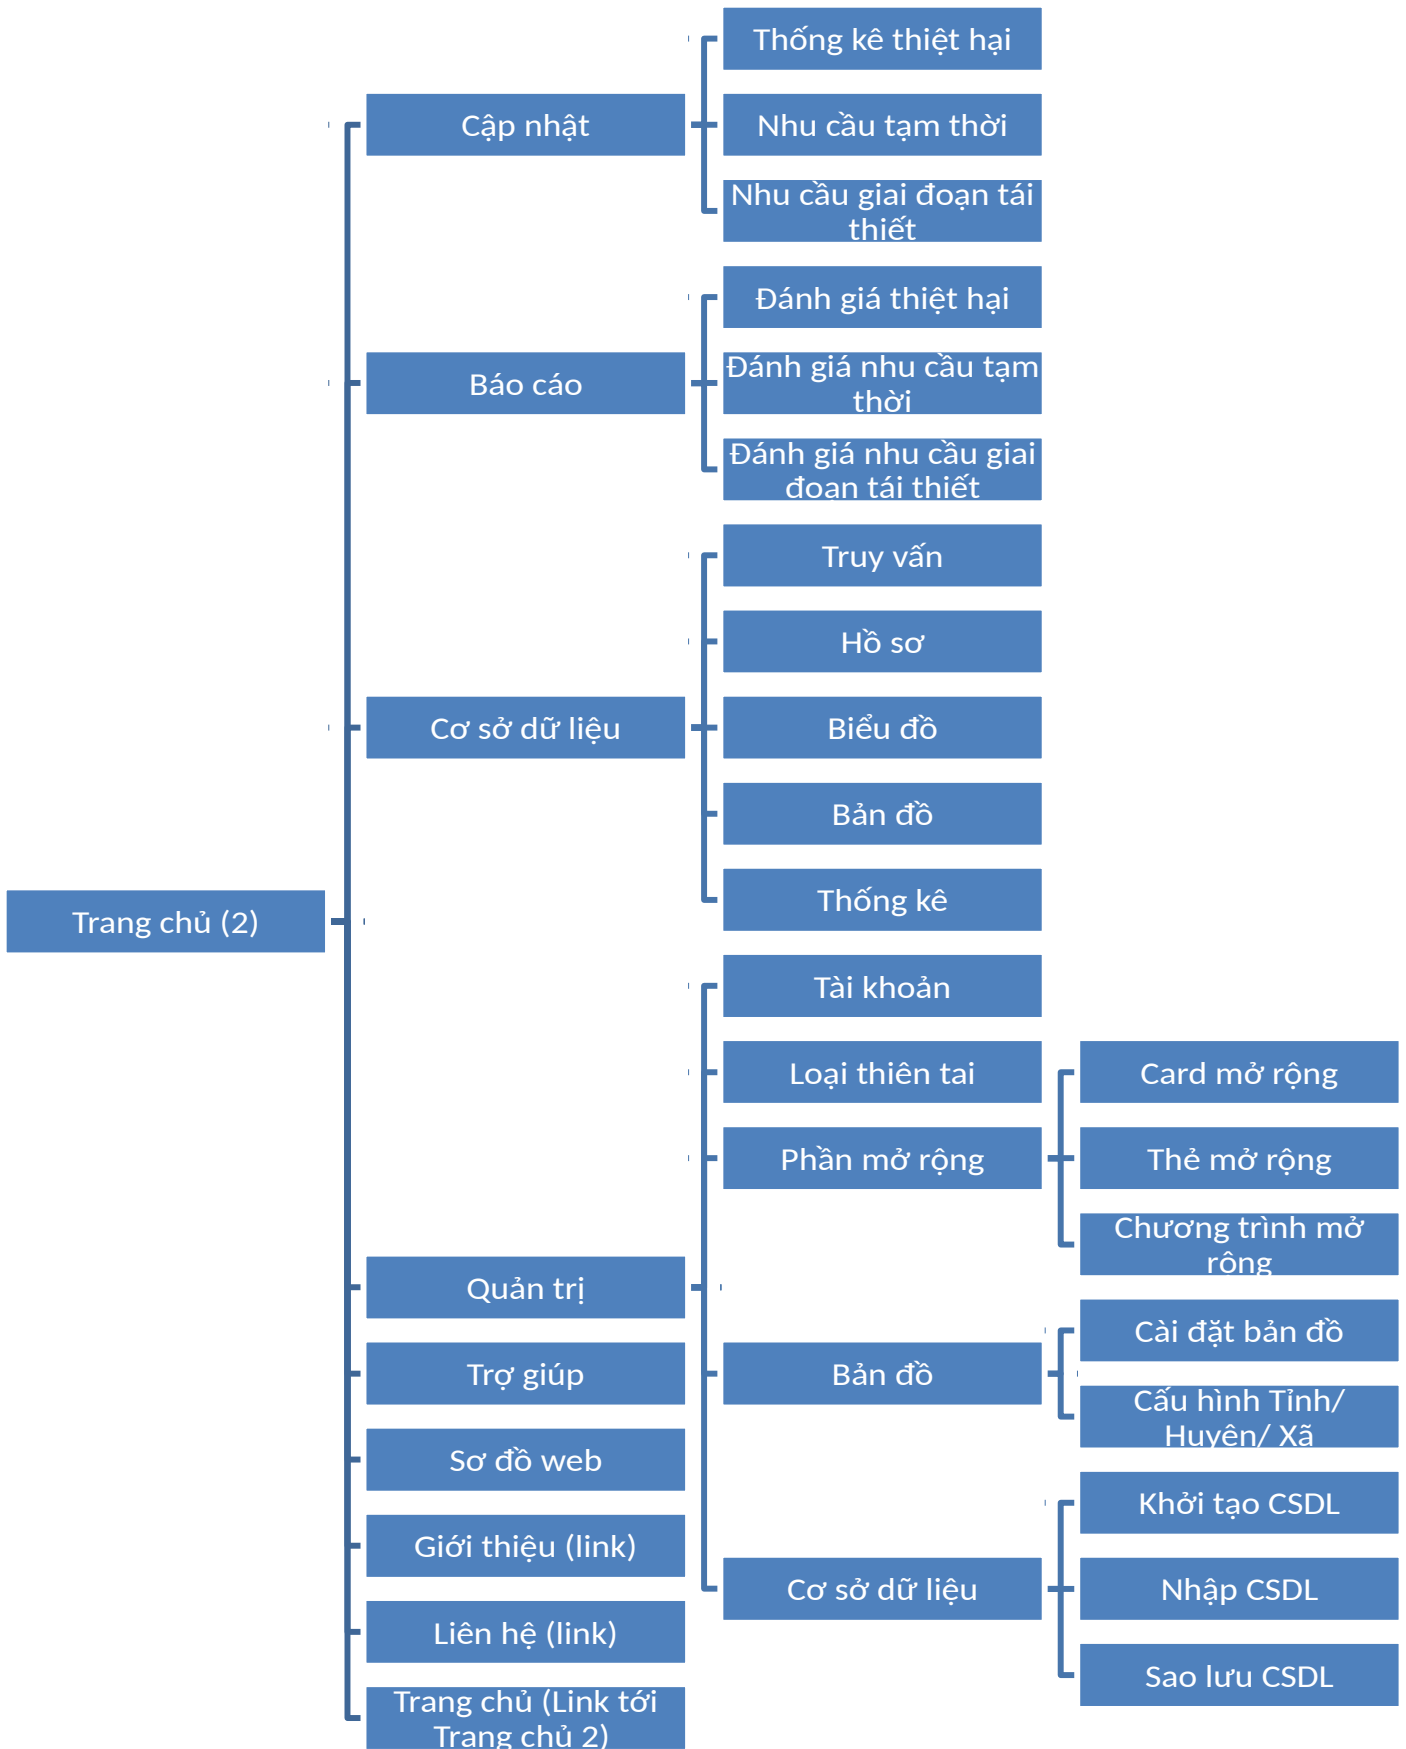 Trang chủ (2)
Cập nhật
Thống kê thiệt hại
Nhu cầu tạm thời
Nhu cầu giai đoạn tái
thiết
Báo cáo
Đánh giá thiệt hại
Đánh giá nhu cầu tạm
thời
Đánh giá nhu cầu giai
đoạn tái thiết
Cơ sở dữ liệu
Truy vấn
Hồ sơ
Biểu đồ
Bản đồ
Thống kê
Quản trị
Tài khoản
Loại thiên tai
Phần mở rộng
Card mở rộng
Thẻ mở rộng
Chương trình mở
rộng
Bản đồ
Cài đặt bản đồ
Cấu hình Tỉnh/
Huyện/ Xã
Cơ sở dữ liệu
Khởi tạo CSDL
Nhập CSDL
Sao lưu CSDL
Trợ giúp
Sơ đồ web
Giới thiệu (link)
Liên hệ (link)
Trang chủ (Link tới
Trang chủ 2)